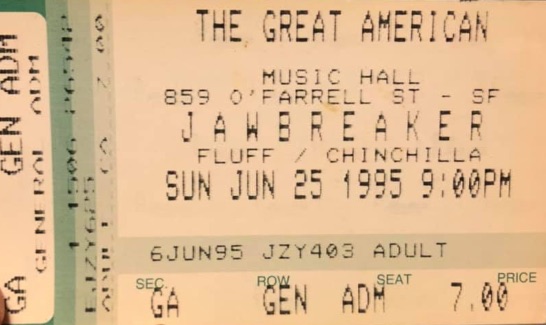 THE GREAT AMERICAN
MUSIC HALL
859 O'FARRELL ST - SF
JAWBREAKER
FLUFF / CHINCHILLA
SUN JUN 25 1995 9:00PM
6JUN95 JZY403 ADULT
SEC. ROW SEAT PRICE
GA GEN ADM 7.00
GA GEN ADM
GENERAL ADM
EJZY625